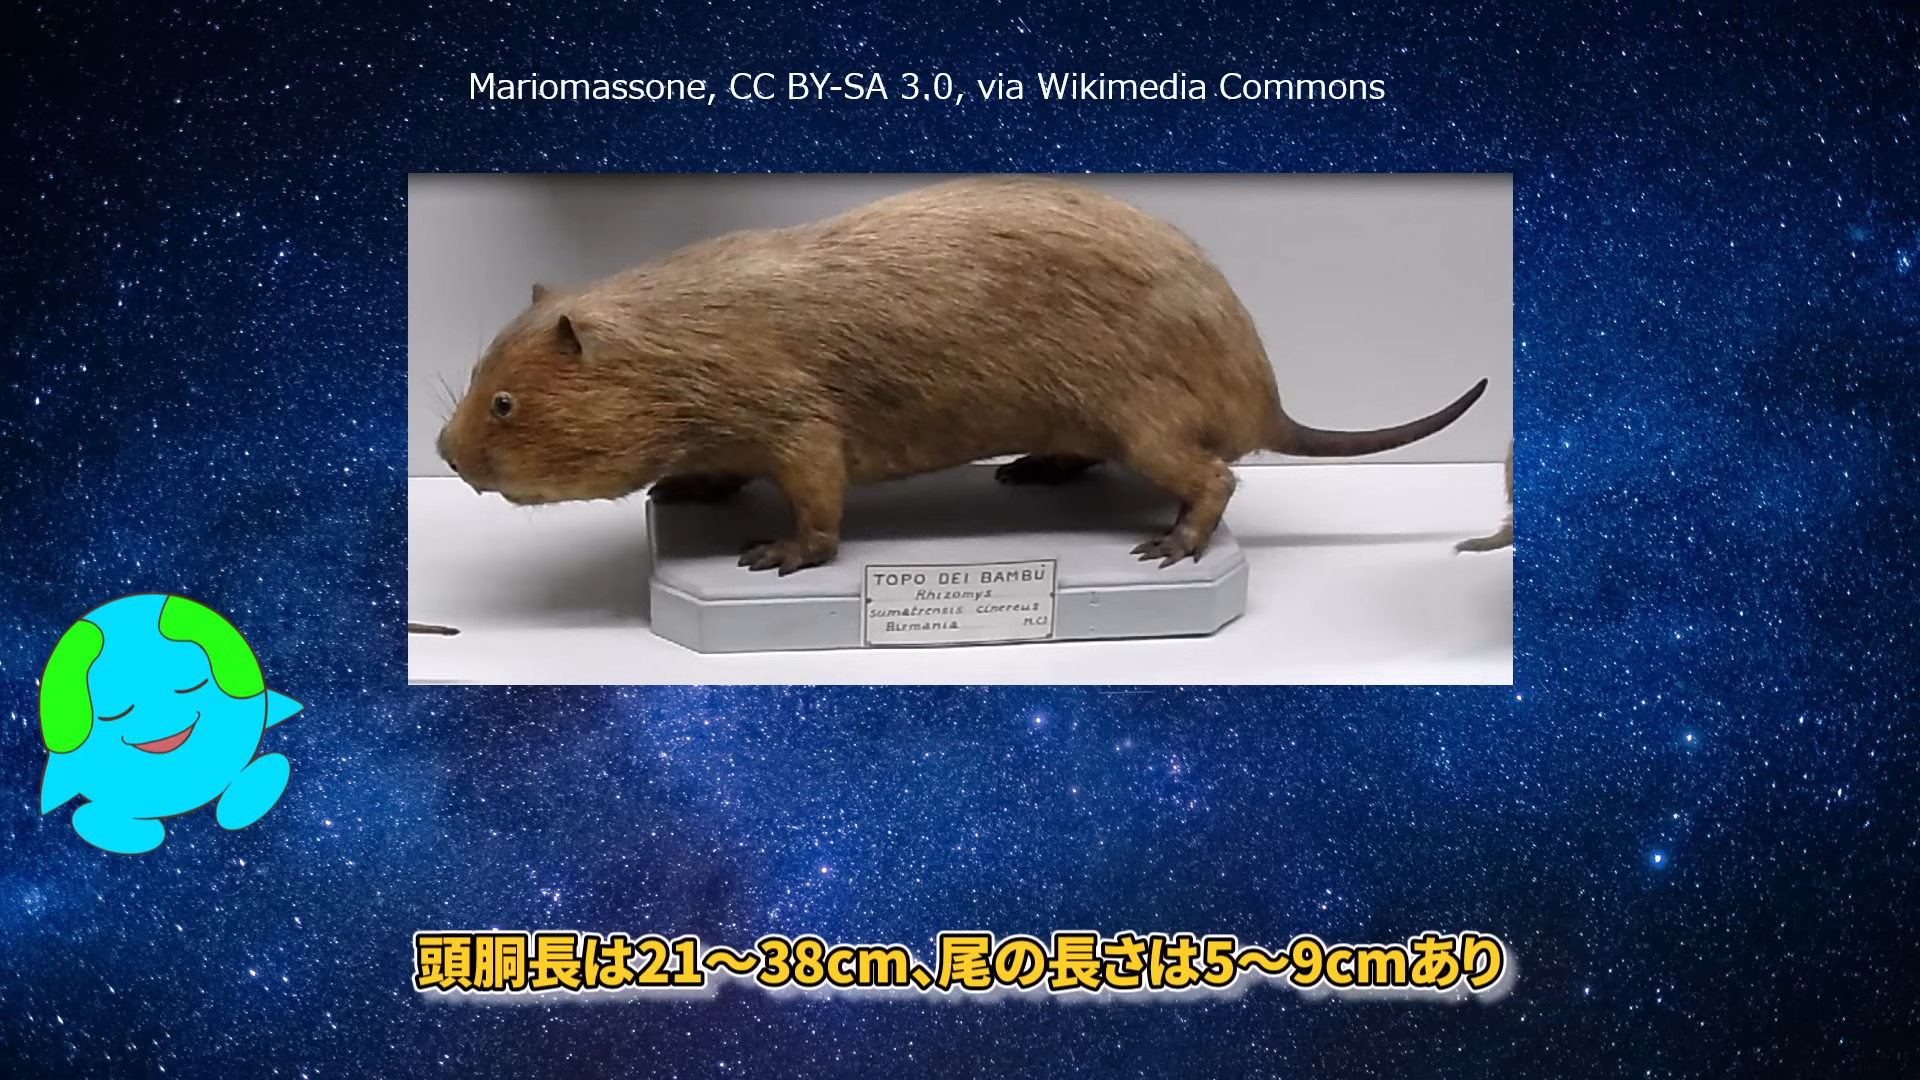 Mariomassone, CC BY-SA 3.0, via Wikimedia Commons
TOPO DEI BAMBÙ
Rhizomys
sumatrensis cinereus
Birmania M.C.
頭胴長は21～38cm、尾の長さは5～9cmあり